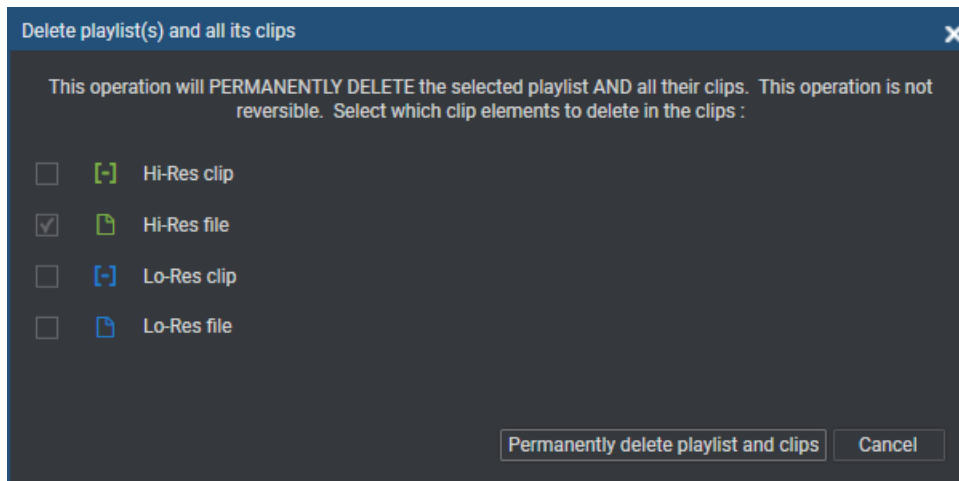 Delete playlist(s) and all its clips
This operation will PERMANENTLY DELETE the selected playlist AND all their clips. This operation is not
reversible. Select which clip elements to delete in the clips :
Hi-Res clip
Hi-Res file
Lo-Res clip
Lo-Res file
Permanently delete playlist and clips Cancel